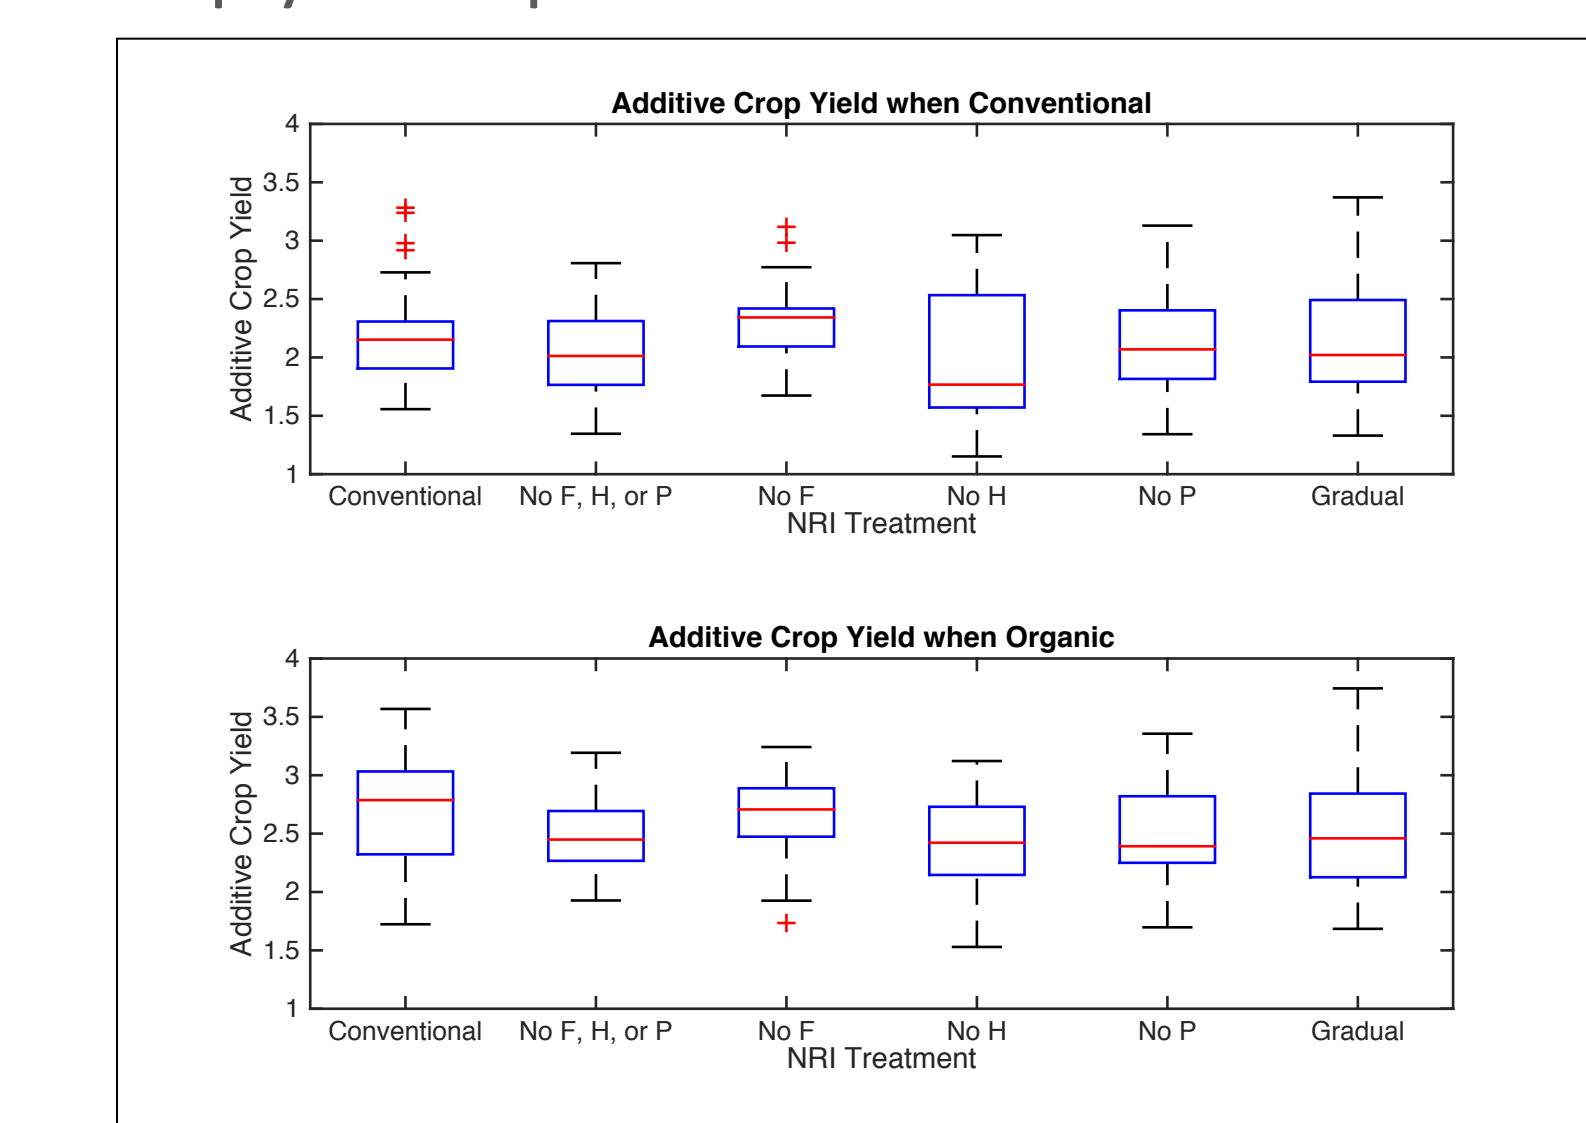 Additive Crop Yield when Conventional
4
3.5
3
2.5
2
1.5
1
Additive Crop Yield
Conventional No F, H, or P No F No H No P Gradual
NRI Treatment
Additive Crop Yield when Organic
4
3.5
3
2.5
2
1.5
1
Additive Crop Yield
Conventional No F, H, or P No F No H No P Gradual
NRI Treatment